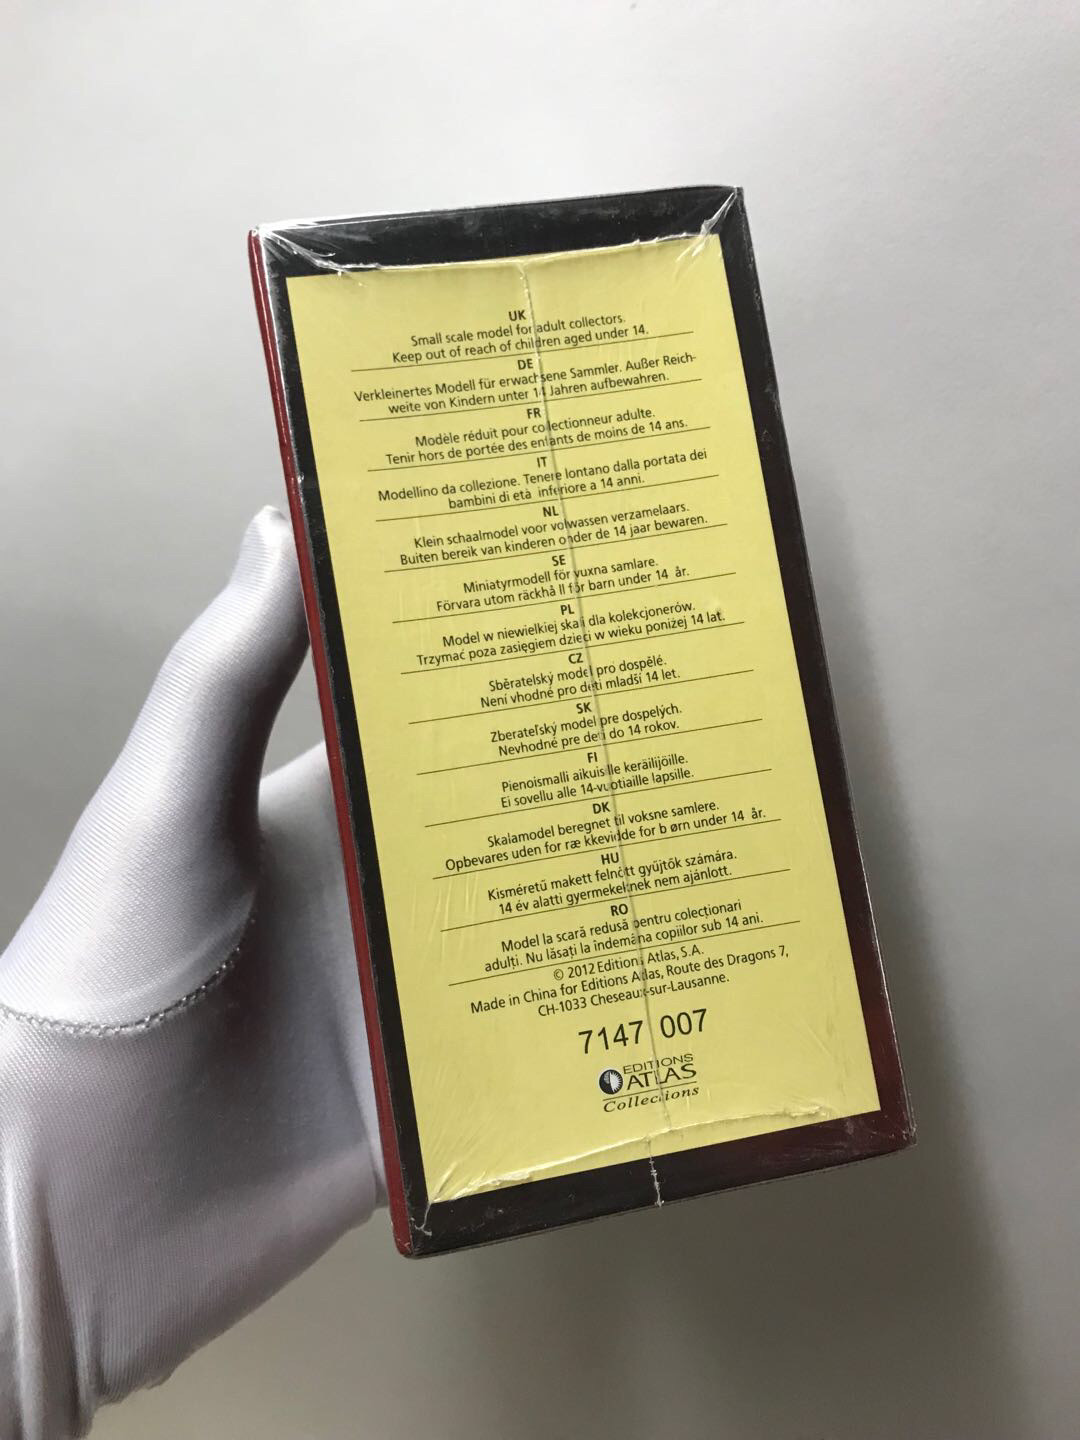 UK
Small scale model for adult collectors.
Keep out of reach of children aged under 14.
DE
Verkleinertes Modell für erwachsene Sammler. Außer Reich-
weite von Kindern unter 14 Jahren aufbewahren.
FR
Modèle réduit pour collectionneur adulte.
Tenir hors de portée des enfants de moins de 14 ans.
IT
Modellino da collezione. Tenere lontano dalla portata dei
bambini di età inferiore a 14 anni.
NL
Klein schaalmodel voor volwassen verzamelaars.
Buiten bereik van kinderen onder de 14 jaar bewaren.
SE
Miniatyrmodell för vuxna samlare.
Förvara utom räckhå ll för barn under 14 år.
PL
Model w niewielkiej skali dla kolekcjonerów.
Trzymać poza zasięgiem dzieci w wieku poniżej 14 lat.
CZ
Sběratelský model pro dospělé.
Není vhodné pro děti mladší 14 let.
SK
Zberateľský model pre dospelých.
Nevhodné pre deti do 14 rokov.
FI
Pienoismalli aikuisille keräilijöille.
Ei sovellu alle 14-vuotiaille lapsille.
DK
Skalamodel beregnet til voksne samlere.
Opbevares uden for ræ kkevidde for b ørn under 14 år.
HU
Kisméretű makett felnőtt gyűjtők számára.
14 év alatti gyermekeknek nem ajánlott.
RO
Model la scară redusă pentru colecționari
adulți. Nu lăsați la îndemâna copiilor sub 14 ani.
© 2012 Editions Atlas, S.A.
Made in China for Editions Atlas, Route des Dragons 7,
CH-1033 Cheseaux-sur-Lausanne.
7147 007
EDITIONS
ATLAS
Collections